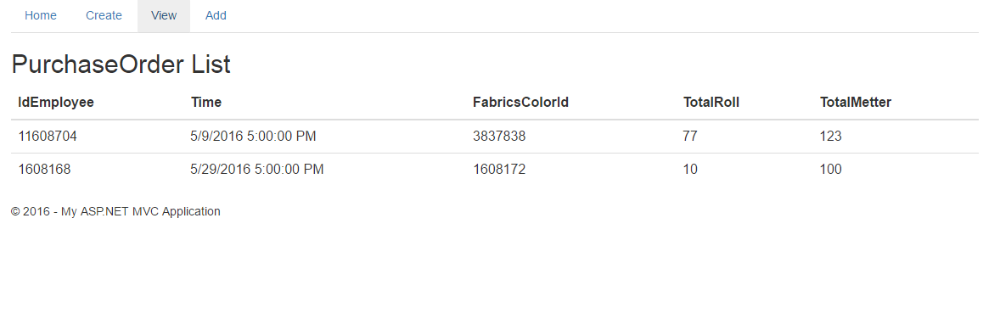 Home Create View Add
PurchaseOrder List
IdEmployee Time FabricsColorId TotalRoll TotalMetter
11608704 5/9/2016 5:00:00 PM 3837838 77 123
1608168 5/29/2016 5:00:00 PM 1608172 10 100
© 2016 - My ASP.NET MVC Application